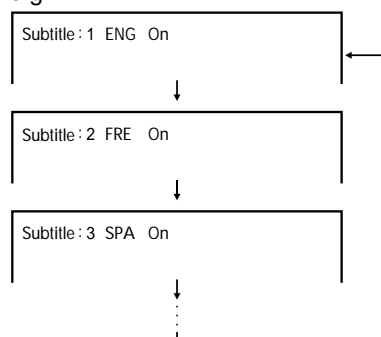 Subtitle : 1 ENG On
Subtitle : 2 FRE On
Subtitle : 3 SPA On